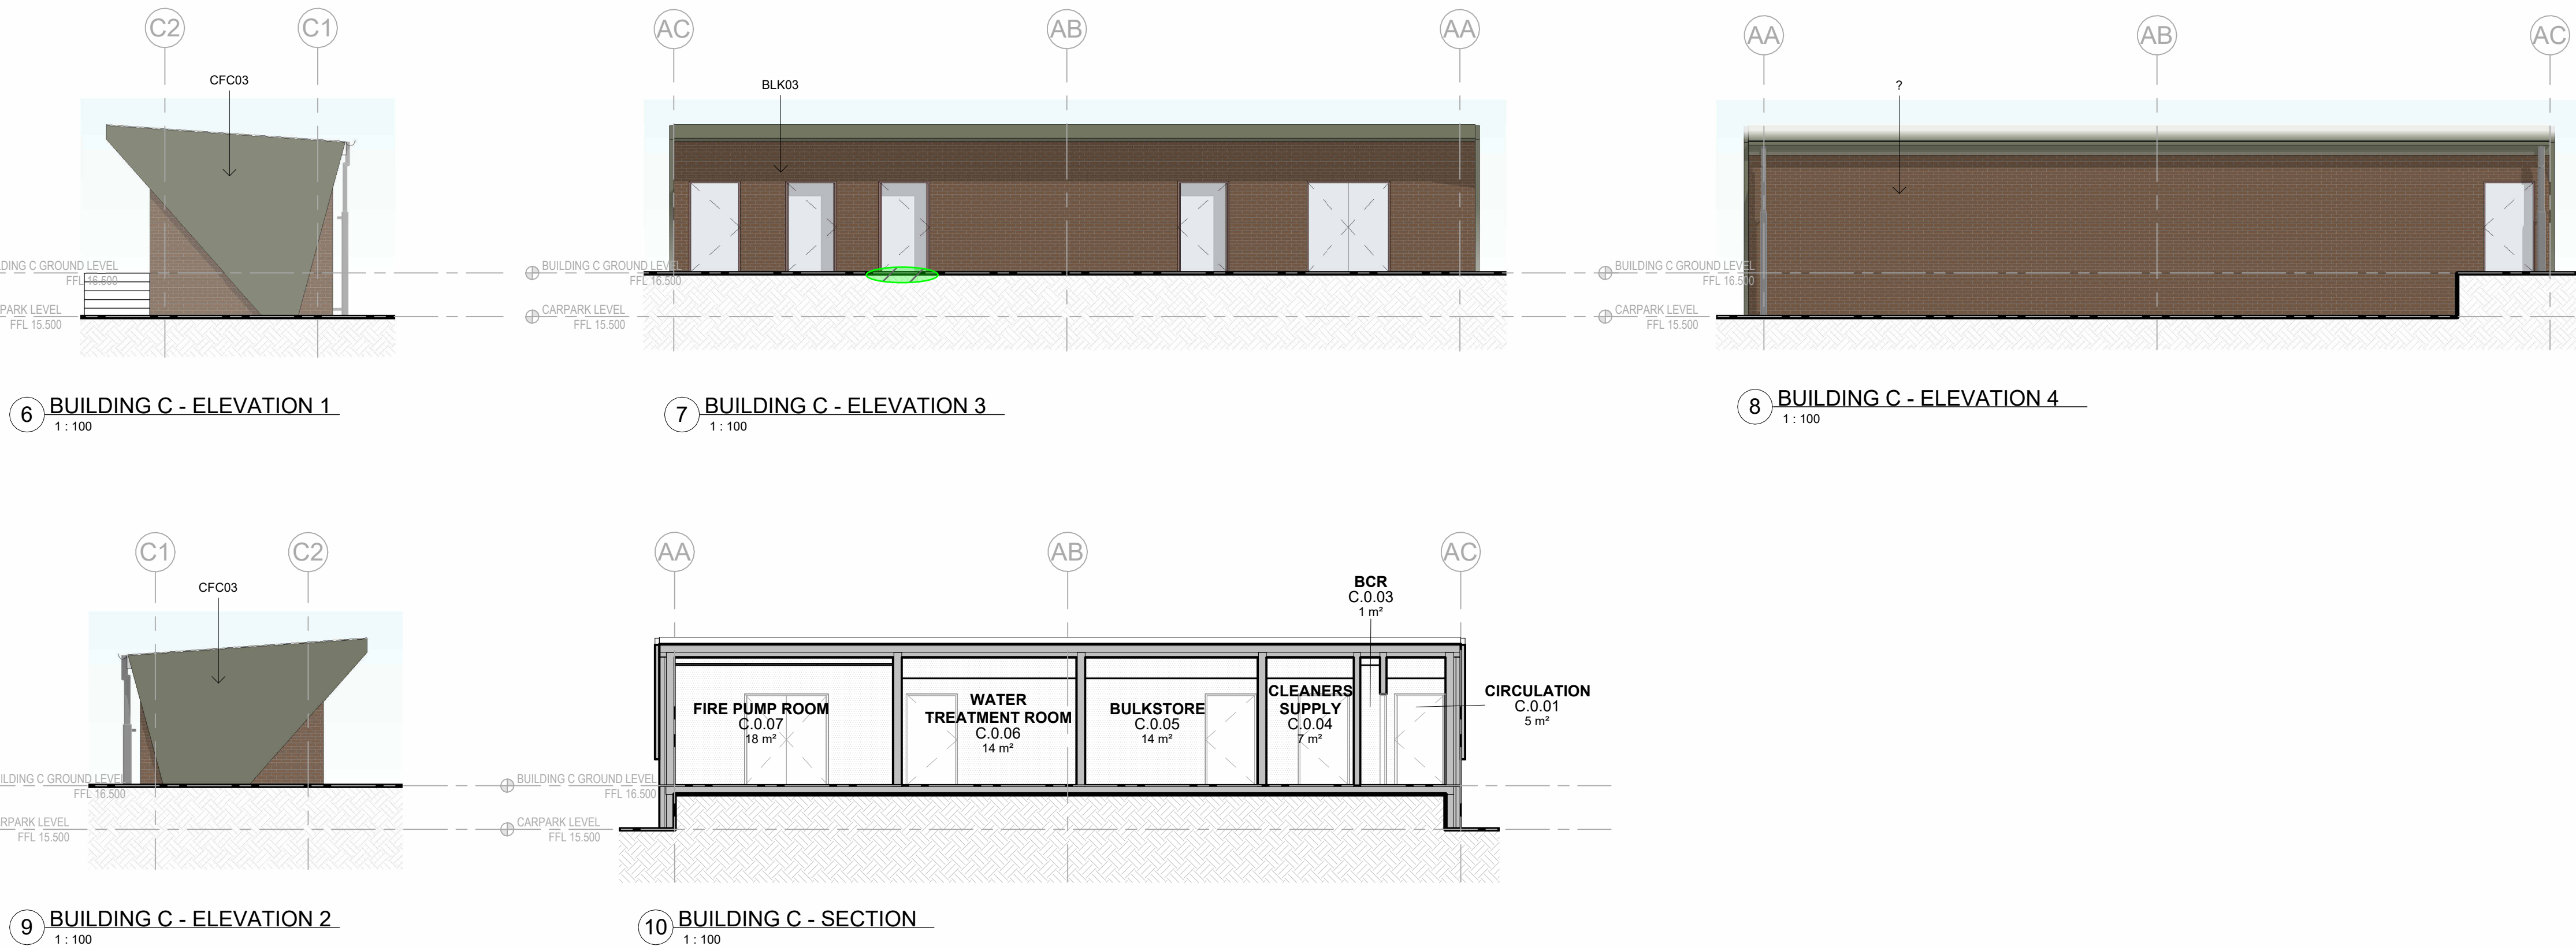 C2
C1
CFC03
BUILDING C GROUND LEVEL
FFL 16.500
CARPARK LEVEL
FFL 15.500
6
BUILDING C - ELEVATION 1
1 : 100
AC
AB
AA
BLK03
BUILDING C GROUND LEVEL
FFL 16.500
CARPARK LEVEL
FFL 15.500
7
BUILDING C - ELEVATION 3
1 : 100
AA
AB
AC
?
BUILDING C GROUND LEVEL
FFL 16.500
CARPARK LEVEL
FFL 15.500
8
BUILDING C - ELEVATION 4
1 : 100
C1
C2
CFC03
ILDING C GROUND LEVEL
FFL 16.500
RPARK LEVEL
FFL 15.500
9
BUILDING C - ELEVATION 2
1 : 100
AA
AB
AC
BCR
C.0.03
1 m²
FIRE PUMP ROOM
C.0.07
18 m²
WATER
TREATMENT ROOM
C.0.06
14 m²
BULKSTORE
C.0.05
14 m²
CLEANERS
SUPPLY
C.0.04
7 m²
CIRCULATION
C.0.01
5 m²
BUILDING C GROUND LEVEL
FFL 16.500
CARPARK LEVEL
FFL 15.500
10
BUILDING C - SECTION
1 : 100